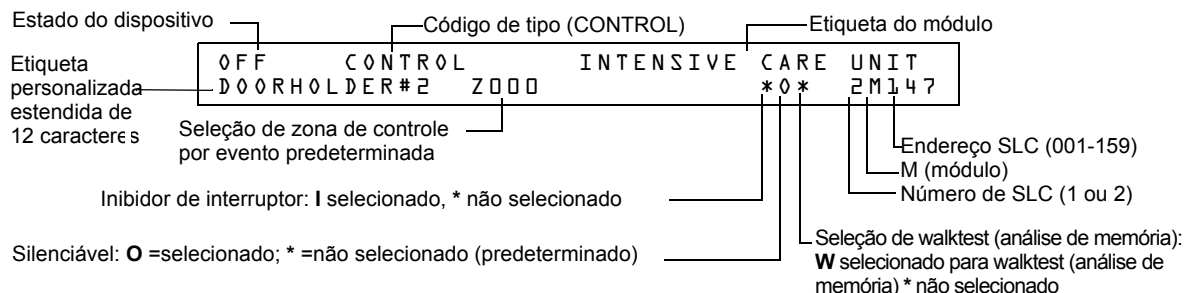 Estado do dispositivo
Código de tipo (CONTROL)
Etiqueta do módulo
Etiqueta
personalizada
estendida de
12 caracteres
OFF CONTROL INTENSIVE CARE UNIT
DOORHOLDER#2 Z000 *0* 2M147
Seleção de zona de controle
por evento predeterminada
Endereço SLC (001-159)
M (módulo)
Número de SLC (1 ou 2)
Inibidor de interruptor: I selecionado, * não selecionado
Silenciável: O =selecionado; * =não selecionado (predeterminado)
Seleção de walktest (análise de memória):
W selecionado para walktest (análise de
memória) * não selecionado